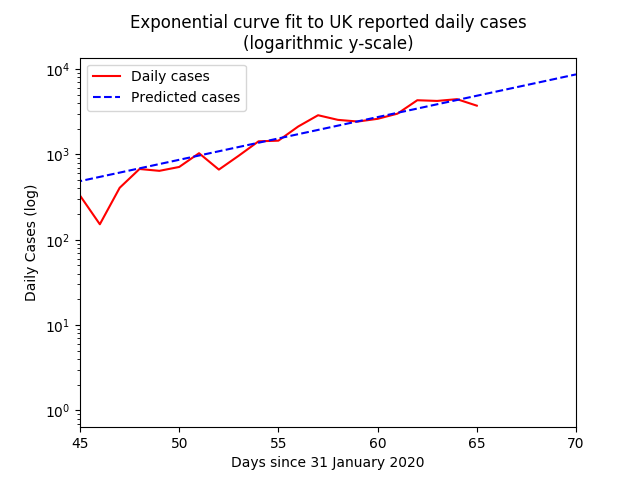 Exponential curve fit to UK reported daily cases
(logarithmic y-scale)
Daily cases
Predicted cases
Daily Cases (log)
10⁴
10³
10²
10¹
10⁰
45 50 55 60 65 70
Days since 31 January 2020